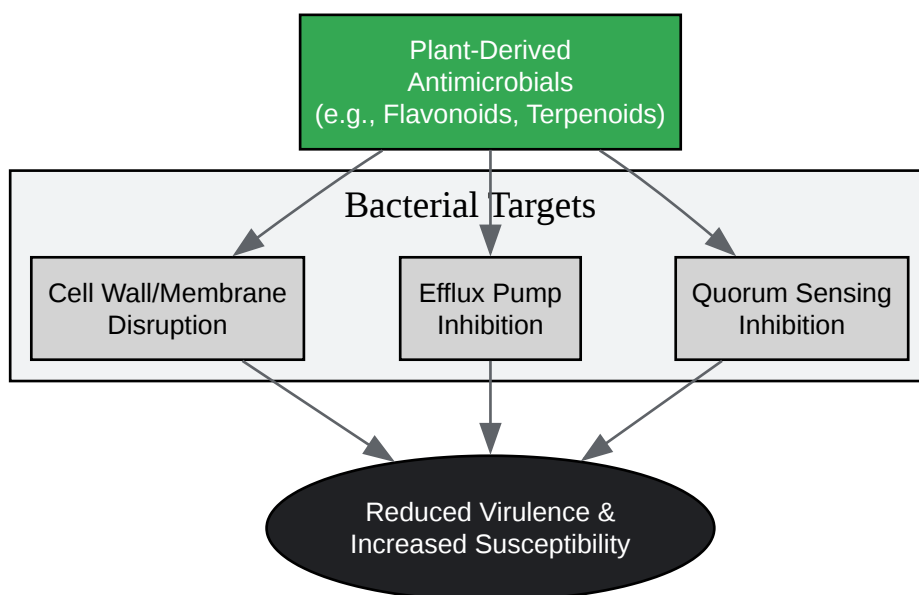 Plant-Derived
Antimicrobials
(e.g., Flavonoids, Terpenoids)
Bacterial Targets
Cell Wall/Membrane
Disruption
Efflux Pump
Inhibition
Quorum Sensing
Inhibition
Reduced Virulence &
Increased Susceptibility